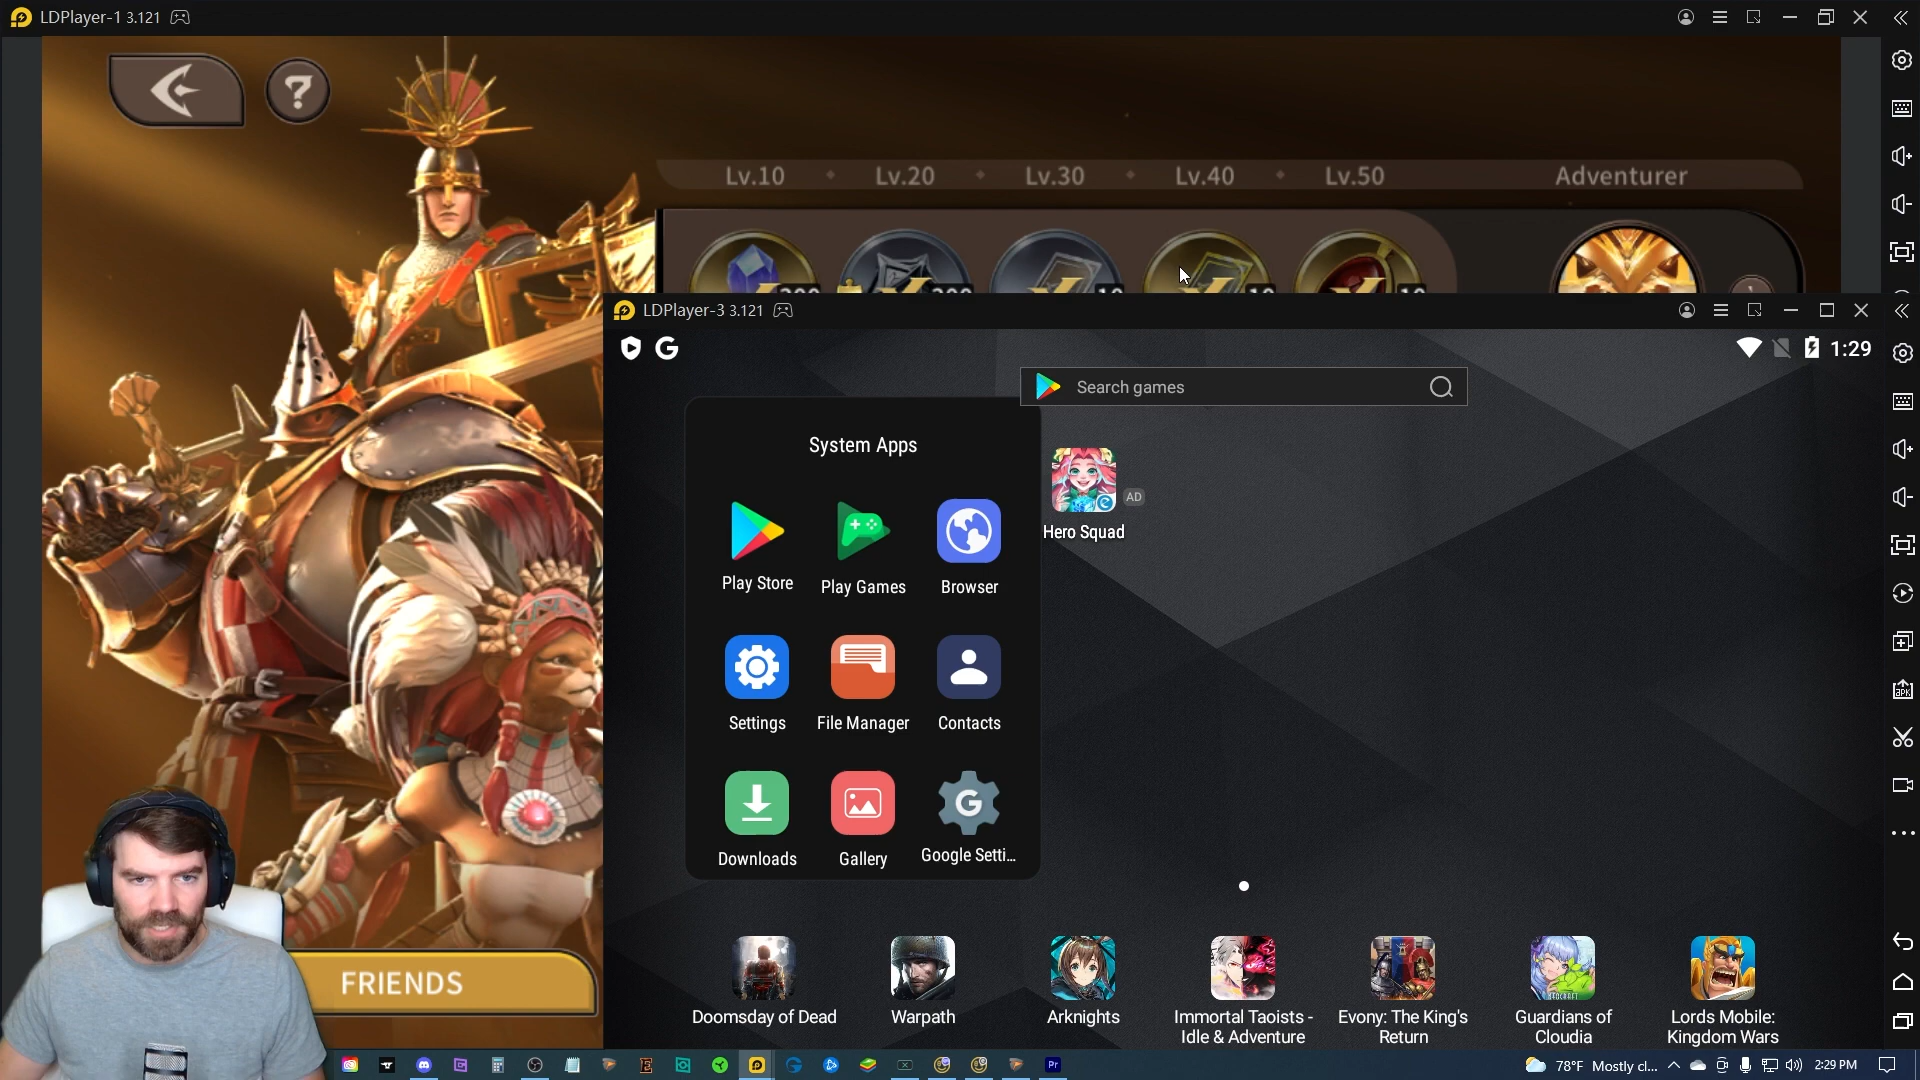 LDPlayer-1 3.121
Lv.10 Lv.20 Lv.30 Lv.40 Lv.50 Adventurer
LDPlayer-3 3.121
1:29
Search games
System Apps
AD
Hero Squad
Play Store
Play Games
Browser
Settings
File Manager
Contacts
Downloads
Gallery
Google Setti...
FRIENDS
Doomsday of Dead
Warpath
Arknights
Immortal Taoists -
Idle & Adventure
Evony: The King's
Return
Guardians of
Cloudia
Lords Mobile:
Kingdom Wars
78°F Mostly cl...
2:29 PM